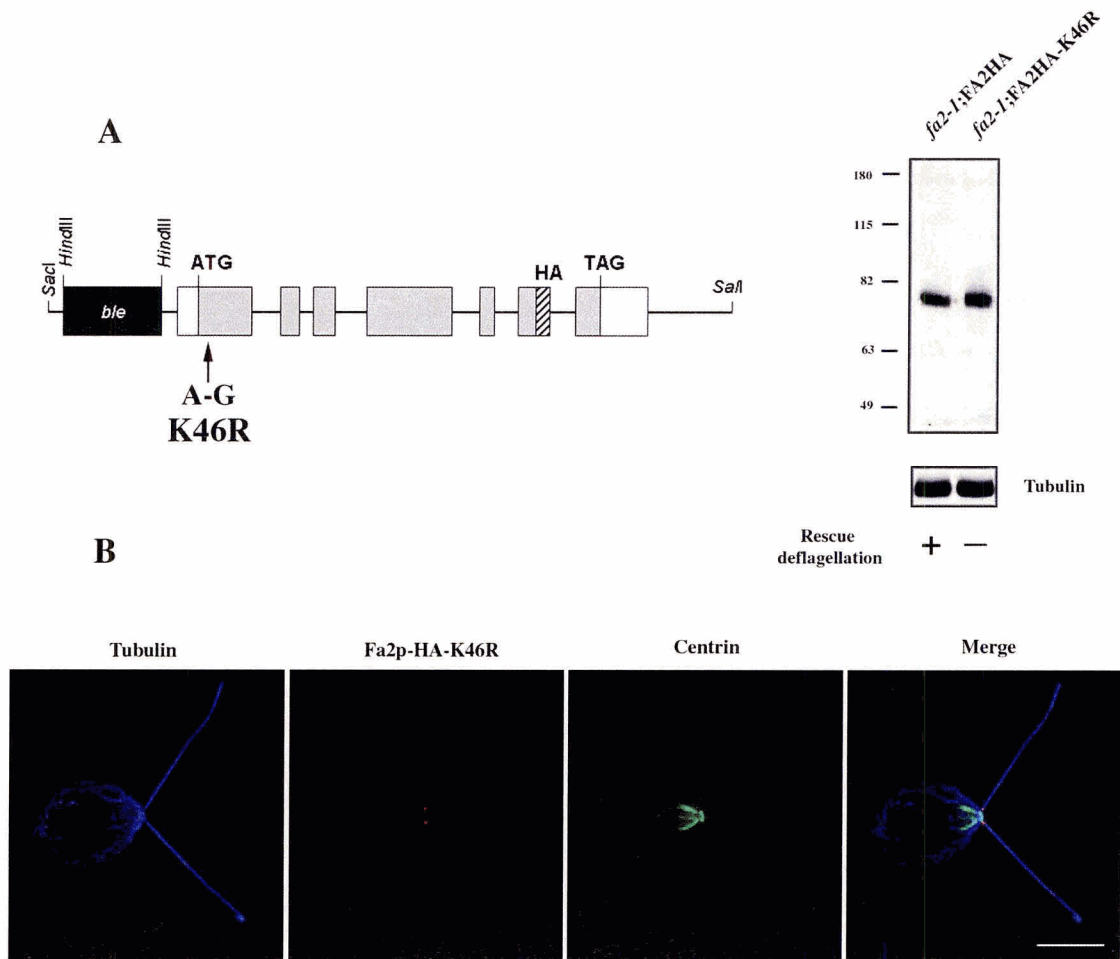 A
SacI
HindIII
HindIII
ATG
HA
TAG
SalI
ble
A-G
K46R
fa2-1;FA2HA
fa2-1;FA2HA-K46R
180
115
82
63
49
Tubulin
Rescue
deflagellation
+ —
B
Tubulin Fa2p-HA-K46R Centrin Merge